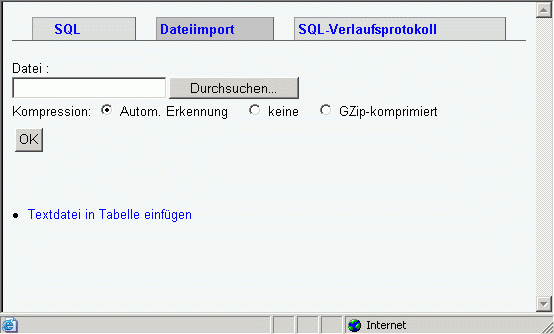 SQL Dateiimport SQL-Verlaufsprotokoll
Datei :
Durchsuchen...
Kompression: Autom. Erkennung keine GZip-komprimiert
OK
Textdatei in Tabelle einfügen
Internet